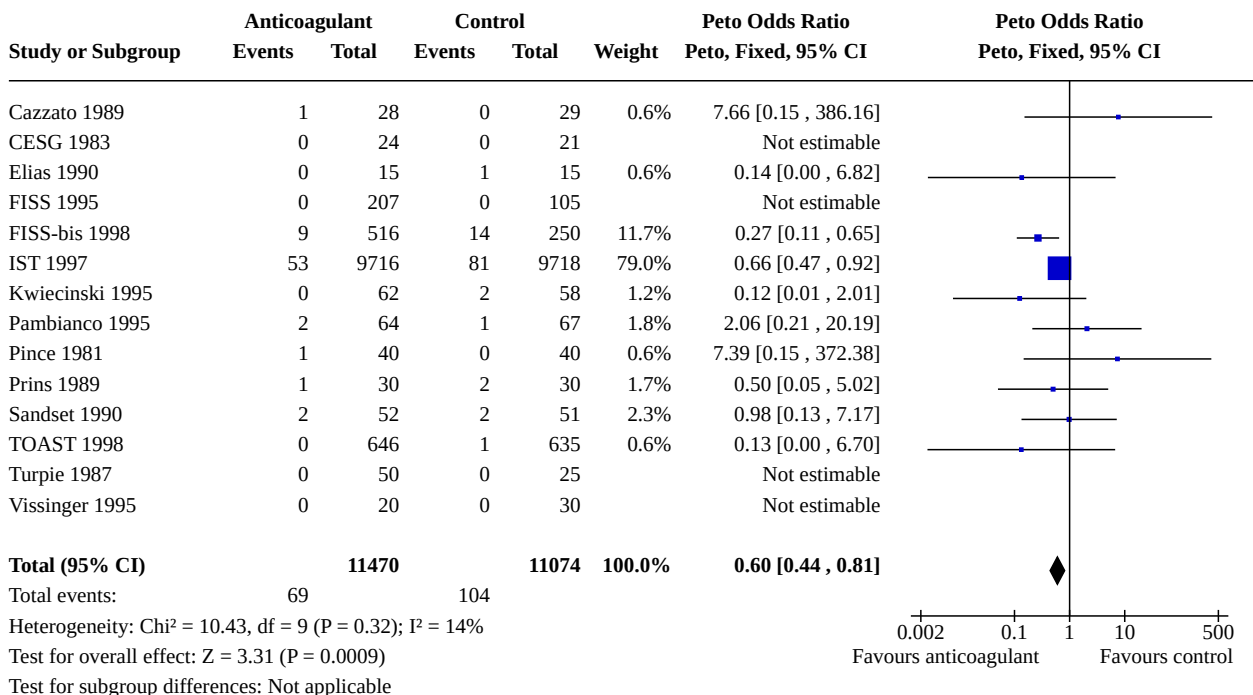 Anticoagulant Control Peto Odds Ratio Peto Odds Ratio
Study or Subgroup Events Total Events Total Weight Peto, Fixed, 95% CI Peto, Fixed, 95% CI
Cazzato 1989 1 28 0 29 0.6% 7.66 [0.15 , 386.16]
CESG 1983 0 24 0 21 Not estimable
Elias 1990 0 15 1 15 0.6% 0.14 [0.00 , 6.82]
FISS 1995 0 207 0 105 Not estimable
FISS-bis 1998 9 516 14 250 11.7% 0.27 [0.11 , 0.65]
IST 1997 53 9716 81 9718 79.0% 0.66 [0.47 , 0.92]
Kwiecinski 1995 0 62 2 58 1.2% 0.12 [0.01 , 2.01]
Pambianco 1995 2 64 1 67 1.8% 2.06 [0.21 , 20.19]
Pince 1981 1 40 0 40 0.6% 7.39 [0.15 , 372.38]
Prins 1989 1 30 2 30 1.7% 0.50 [0.05 , 5.02]
Sandset 1990 2 52 2 51 2.3% 0.98 [0.13 , 7.17]
TOAST 1998 0 646 1 635 0.6% 0.13 [0.00 , 6.70]
Turpie 1987 0 50 0 25 Not estimable
Vissinger 1995 0 20 0 30 Not estimable
Total (95% CI) 11470 11074 100.0% 0.60 [0.44 , 0.81]
Total events: 69 104
Heterogeneity: Chi² = 10.43, df = 9 (P = 0.32); I² = 14%
Test for overall effect: Z = 3.31 (P = 0.0009)
Test for subgroup differences: Not applicable
0.002 0.1 1 10 500
Favours anticoagulant Favours control